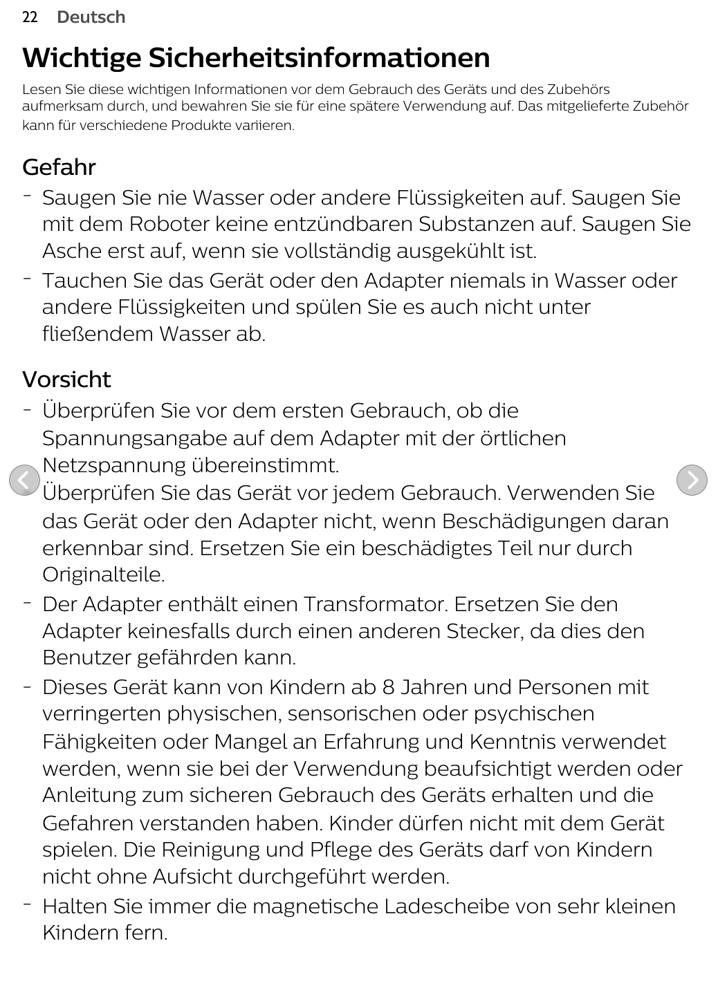 22 Deutsch
Wichtige Sicherheitsinformationen
Lesen Sie diese wichtigen Informationen vor dem Gebrauch des Geräts und des Zubehörs
aufmerksam durch, und bewahren Sie sie für eine spätere Verwendung auf. Das mitgelieferte Zubehör
kann für verschiedene Produkte variieren.
Gefahr
- Saugen Sie nie Wasser oder andere Flüssigkeiten auf. Saugen Sie
mit dem Roboter keine entzündbaren Substanzen auf. Saugen Sie
Asche erst auf, wenn sie vollständig ausgekühlt ist.
- Tauchen Sie das Gerät oder den Adapter niemals in Wasser oder
andere Flüssigkeiten und spülen Sie es auch nicht unter
fließendem Wasser ab.
Vorsicht
- Überprüfen Sie vor dem ersten Gebrauch, ob die
Spannungsangabe auf dem Adapter mit der örtlichen
Netzspannung übereinstimmt.
Überprüfen Sie das Gerät vor jedem Gebrauch. Verwenden Sie
das Gerät oder den Adapter nicht, wenn Beschädigungen daran
erkennbar sind. Ersetzen Sie ein beschädigtes Teil nur durch
Originalteile.
- Der Adapter enthält einen Transformator. Ersetzen Sie den
Adapter keinesfalls durch einen anderen Stecker, da dies den
Benutzer gefährden kann.
- Dieses Gerät kann von Kindern ab 8 Jahren und Personen mit
verringerten physischen, sensorischen oder psychischen
Fähigkeiten oder Mangel an Erfahrung und Kenntnis verwendet
werden, wenn sie bei der Verwendung beaufsichtigt werden oder
Anleitung zum sicheren Gebrauch des Geräts erhalten und die
Gefahren verstanden haben. Kinder dürfen nicht mit dem Gerät
spielen. Die Reinigung und Pflege des Geräts darf von Kindern
nicht ohne Aufsicht durchgeführt werden.
- Halten Sie immer die magnetische Ladescheibe von sehr kleinen
Kindern fern.